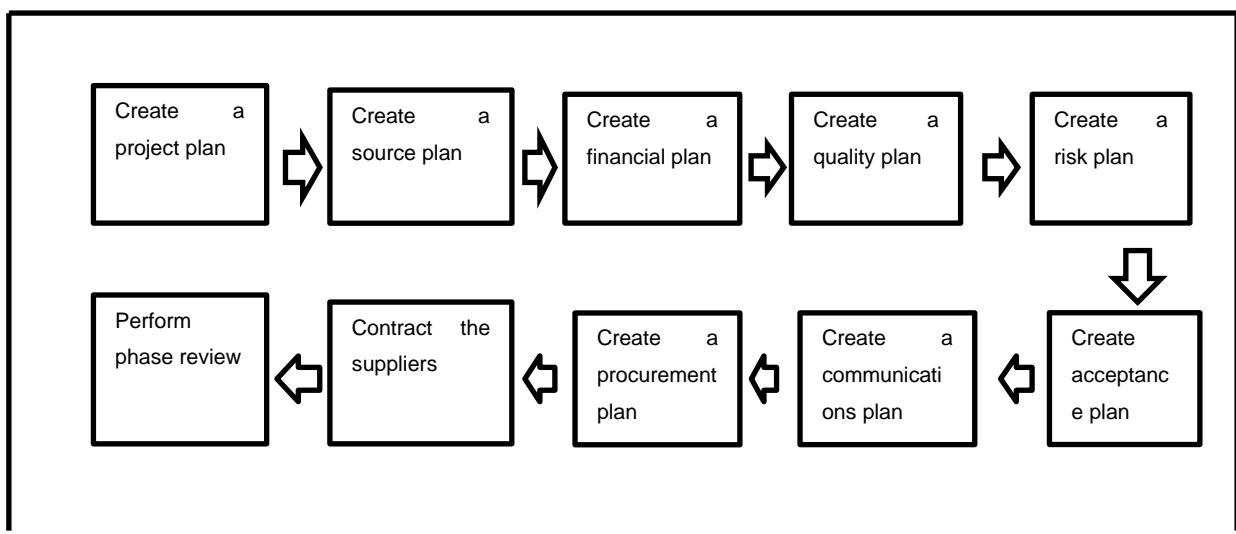 Create a
project plan
Create a
source plan
Create a
financial plan
Create a
quality plan
Create a
risk plan
Create
acceptanc
e plan
Create a
communicati
ons plan
Create a
procurement
plan
Contract the
suppliers
Perform
phase review